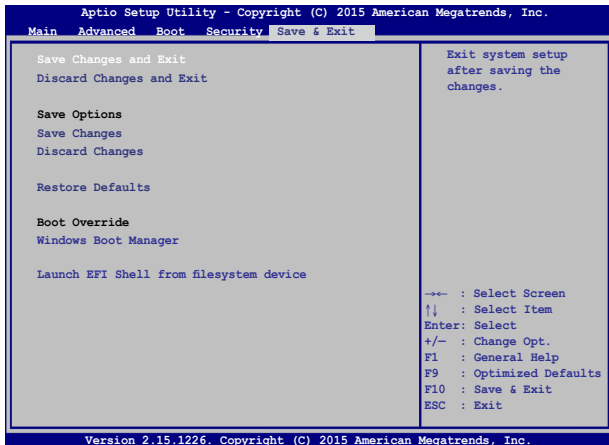 Aptio Setup Utility - Copyright (C) 2015 American Megatrends, Inc.
Main Advanced Boot Security Save & Exit
Save Changes and Exit
Discard Changes and Exit
Save Options
Save Changes
Discard Changes
Restore Defaults
Boot Override
Windows Boot Manager
Launch EFI Shell from filesystem device
Exit system setup
after saving the
changes.
→← : Select Screen
↑↓ : Select Item
Enter: Select
+/— : Change Opt.
F1 : General Help
F9 : Optimized Defaults
F10 : Save & Exit
ESC : Exit
Version 2.15.1226. Copyright (C) 2015 American Megatrends, Inc.